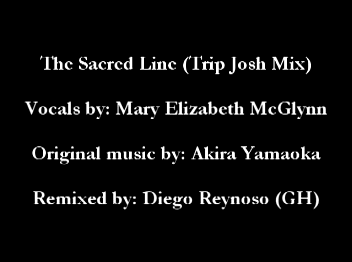 The Sacred Line (Trip Josh Mix)
Vocals by: Mary Elizabeth McGlynn
Original music by: Akira Yamaoka
Remixed by: Diego Reynoso (GH)